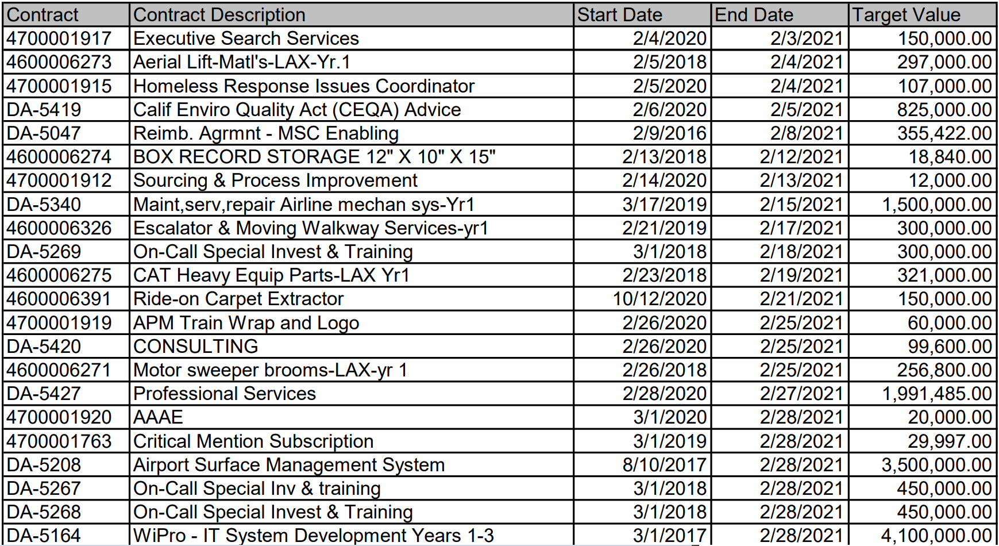 Contract Contract Description Start Date End Date Target Value
4700001917 Executive Search Services 2/4/2020 2/3/2021 150,000.00
4600006273 Aerial Lift-Matl's-LAX-Yr.1 2/5/2018 2/4/2021 297,000.00
4700001915 Homeless Response Issues Coordinator 2/5/2020 2/4/2021 107,000.00
DA-5419 Calif Enviro Quality Act (CEQA) Advice 2/6/2020 2/5/2021 825,000.00
DA-5047 Reimb. Agrmnt - MSC Enabling 2/9/2016 2/8/2021 355,422.00
4600006274 BOX RECORD STORAGE 12" X 10" X 15" 2/13/2018 2/12/2021 18,840.00
4700001912 Sourcing & Process Improvement 2/14/2020 2/13/2021 12,000.00
DA-5340 Maint,serv,repair Airline mechan sys-Yr1 3/17/2019 2/15/2021 1,500,000.00
4600006326 Escalator & Moving Walkway Services-yr1 2/21/2019 2/17/2021 300,000.00
DA-5269 On-Call Special Invest & Training 3/1/2018 2/18/2021 300,000.00
4600006275 CAT Heavy Equip Parts-LAX Yr1 2/23/2018 2/19/2021 321,000.00
4600006391 Ride-on Carpet Extractor 10/12/2020 2/21/2021 150,000.00
4700001919 APM Train Wrap and Logo 2/26/2020 2/25/2021 60,000.00
DA-5420 CONSULTING 2/26/2020 2/25/2021 99,600.00
4600006271 Motor sweeper brooms-LAX-yr 1 2/26/2018 2/25/2021 256,800.00
DA-5427 Professional Services 2/28/2020 2/27/2021 1,991,485.00
4700001920 AAAE 3/1/2020 2/28/2021 20,000.00
4700001763 Critical Mention Subscription 3/1/2019 2/28/2021 29,997.00
DA-5208 Airport Surface Management System 8/10/2017 2/28/2021 3,500,000.00
DA-5267 On-Call Special Inv & training 3/1/2018 2/28/2021 450,000.00
DA-5268 On-Call Special Invest & Training 3/1/2018 2/28/2021 450,000.00
DA-5164 WiPro - IT System Development Years 1-3 3/1/2017 2/28/2021 4,100,000.00